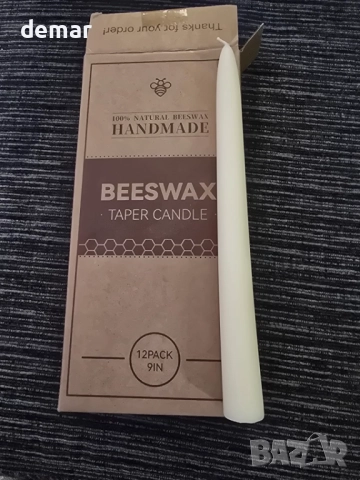 demar
Thanks for your order!
100% NATURAL BEESWAX
HANDMADE
BEESWAX
· TAPER CANDLE ·
12PACK
9IN
BAZAR